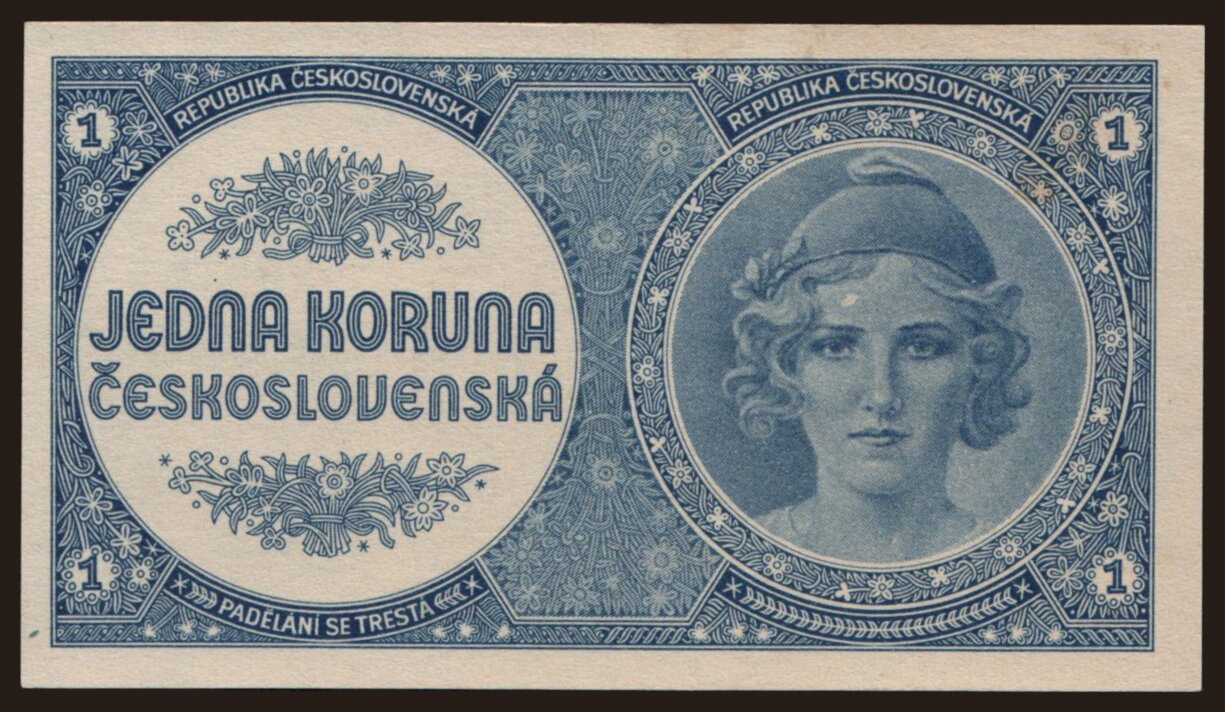 REPUBLIKA ČESKOSLOVENSKÁ
REPUBLIKA ČESKOSLOVENSKÁ
1
1
JEDNA KORUNA
ČESKOSLOVENSKÁ
1
1
PADĚLÁNÍ SE TRESTÁ